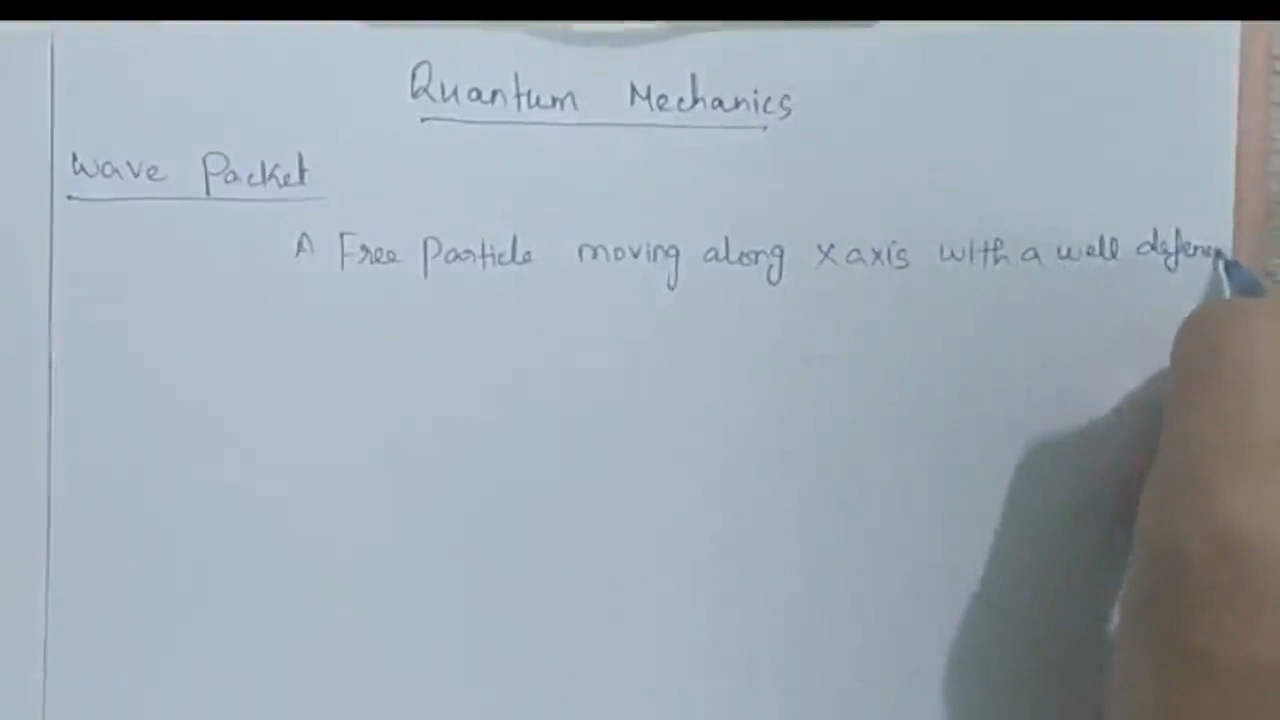 Quantum Mechanics
Wave Packet
A Free Particle moving along x axis with a well